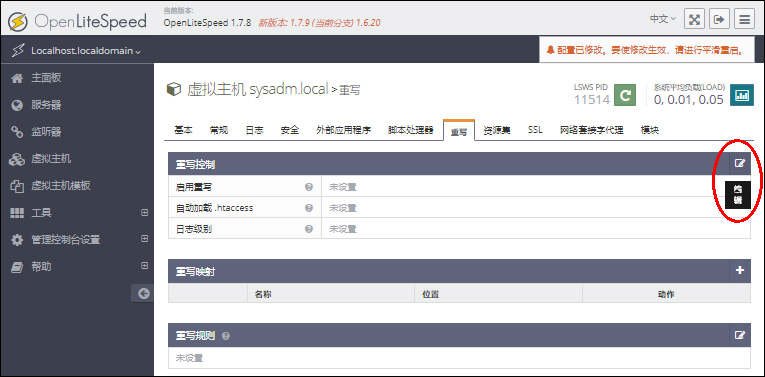 OpenLiteSpeed
当前版本:
OpenLiteSpeed 1.7.8 新版本: 1.7.9 (当前分支) 1.6.20
中文
Localhost.localdomain
配置已修改。要使修改生效，请进行平滑重启。
主面板
服务器
监听器
虚拟主机
虚拟主机模板
工具
管理控制台设置
帮助
虚拟主机 sysadm.local > 重写
LSWS PID
11514
系统平均负载(LOAD)
0, 0.01, 0.05
基本 常规 日志 安全 外部应用程序 脚本处理器 重写 资源集 SSL 网络套接字代理 模块
重写控制
编辑
启用重写 未设置
自动加载 .htaccess 未设置
日志级别 未设置
重写映射
名称 位置 动作
重写规则
未设置